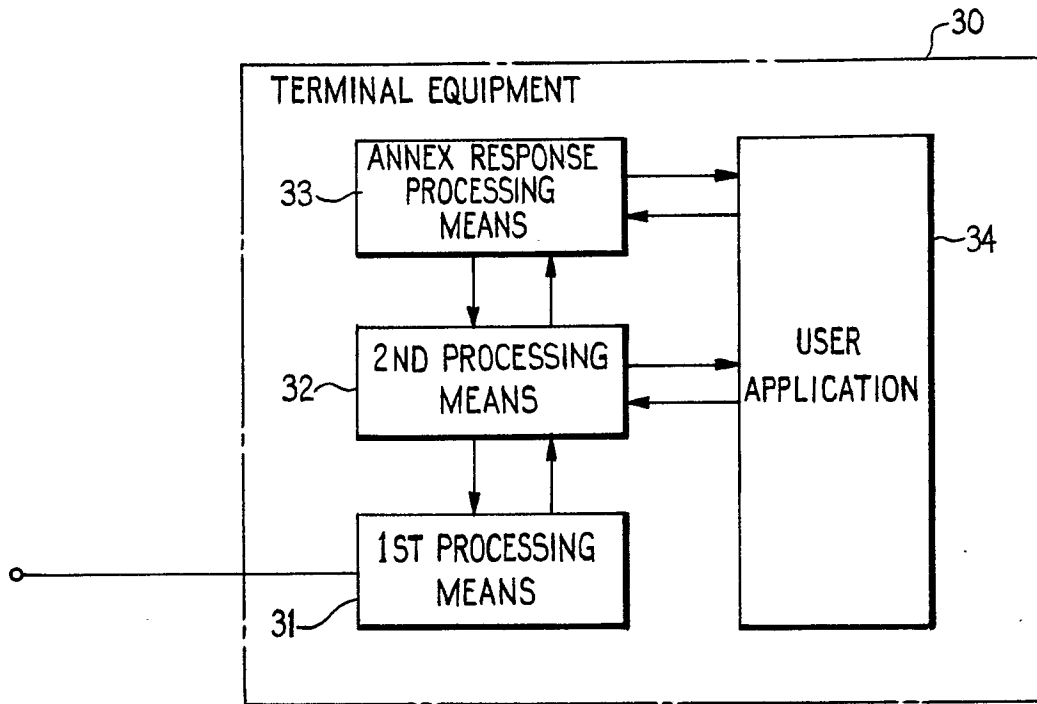 30
TERMINAL EQUIPMENT
ANNEX RESPONSE
PROCESSING
MEANS
33
34
2ND PROCESSING
MEANS
32
USER
APPLICATION
1ST PROCESSING
MEANS
31